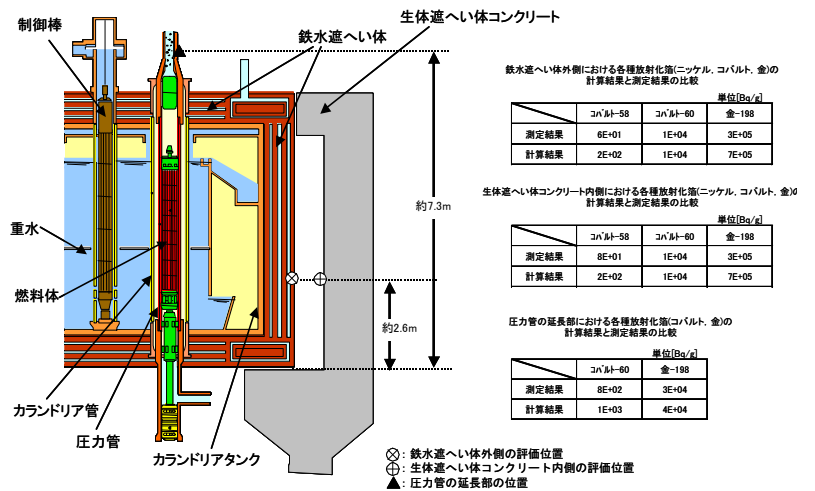 制御棒
鉄水遮へい体
生体遮へい体コンクリート
重水
燃料体
カランドリア管
圧力管
カランドリアタンク
約7.3m
約2.6m
鉄水遮へい体外側における各種放射化箔(ニッケル, コバルト, 金)の
計算結果と測定結果の比較
単位[Bq/g]
コバルト-58 コバルト-60 金-198
測定結果 6E+01 1E+04 3E+05
計算結果 2E+02 1E+04 7E+05
生体遮へい体コンクリート内側における各種放射化箔(ニッケル, コバルト, 金)の
計算結果と測定結果の比較
単位[Bq/g]
コバルト-58 コバルト-60 金-198
測定結果 8E+01 1E+04 3E+05
計算結果 2E+02 1E+04 7E+05
圧力管の延長部における各種放射化箔(コバルト, 金)の
計算結果と測定結果の比較
単位[Bq/g]
コバルト-60 金-198
測定結果 8E+02 3E+04
計算結果 1E+03 4E+04
: 鉄水遮へい体外側の評価位置
: 生体遮へい体コンクリート内側の評価位置
: 圧力管の延長部の位置